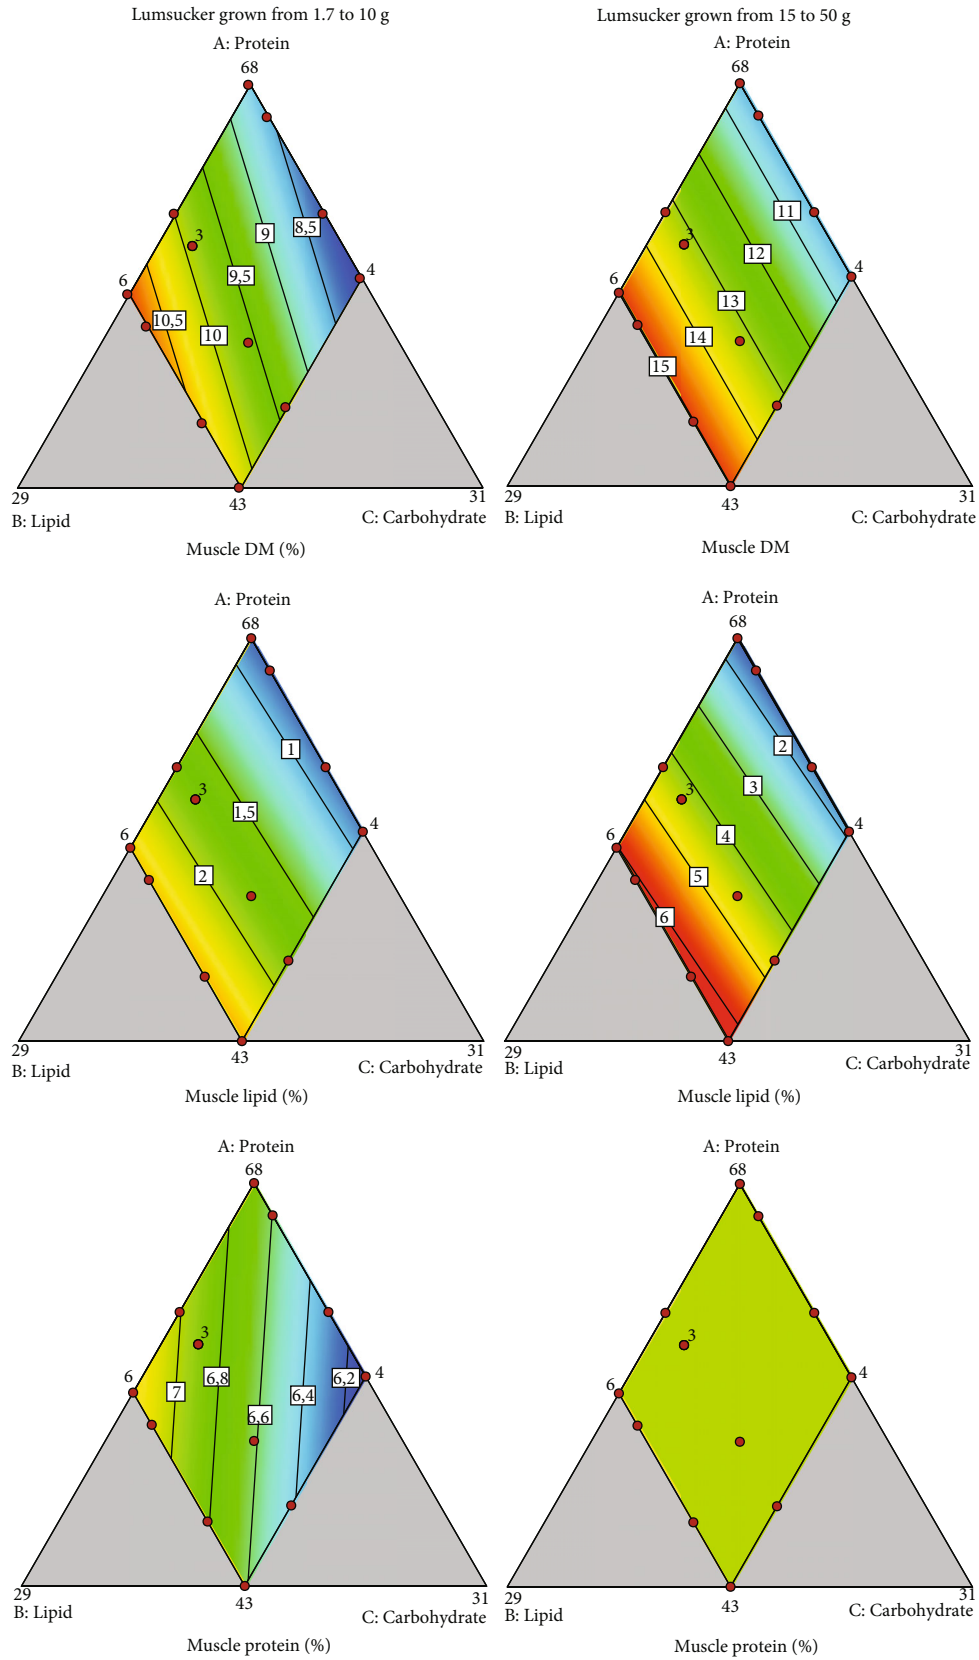 Lumsucker grown from 1.7 to 10 g
A: Protein
68
3
8,5
9
9,5
4
6
10,5
10
29
43
31
B: Lipid
C: Carbohydrate
Muscle DM (%)
Lumsucker grown from 15 to 50 g
A: Protein
68
11
3
12
4
6
13
14
15
29
43
31
B: Lipid
C: Carbohydrate
Muscle DM
A: Protein
68
1
3
1,5
4
6
2
29
43
31
B: Lipid
C: Carbohydrate
Muscle lipid (%)
A: Protein
68
2
3
3
4
4
6
5
6
29
43
31
B: Lipid
C: Carbohydrate
Muscle lipid (%)
A: Protein
68
3
6
7
6,8
6,6
6,4
6,2
4
29
43
31
B: Lipid
C: Carbohydrate
Muscle protein (%)
A: Protein
68
3
6
4
29
43
31
B: Lipid
C: Carbohydrate
Muscle protein (%)